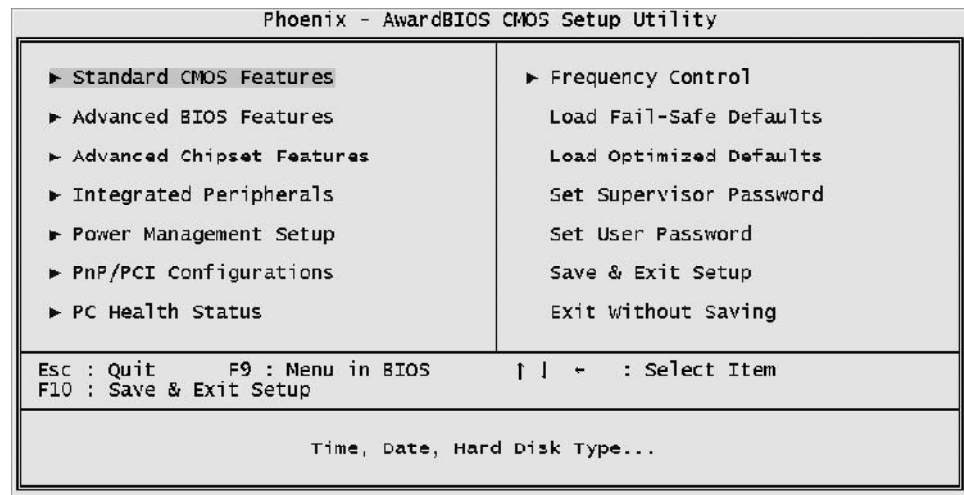 Phoenix - AwardBIOS CMOS Setup Utility
► Standard CMOS Features
► Advanced BIOS Features
► Advanced Chipset Features
► Integrated Peripherals
► Power Management Setup
► PnP/PCI Configurations
► PC Health Status
► Frequency Control
Load Fail-Safe Defaults
Load Optimized Defaults
Set Supervisor Password
Set User Password
Save & Exit Setup
Exit Without Saving
Esc : Quit F9 : Menu in BIOS ↑ ↓ ← : Select Item
F10 : Save & Exit Setup
Time, Date, Hard Disk Type...